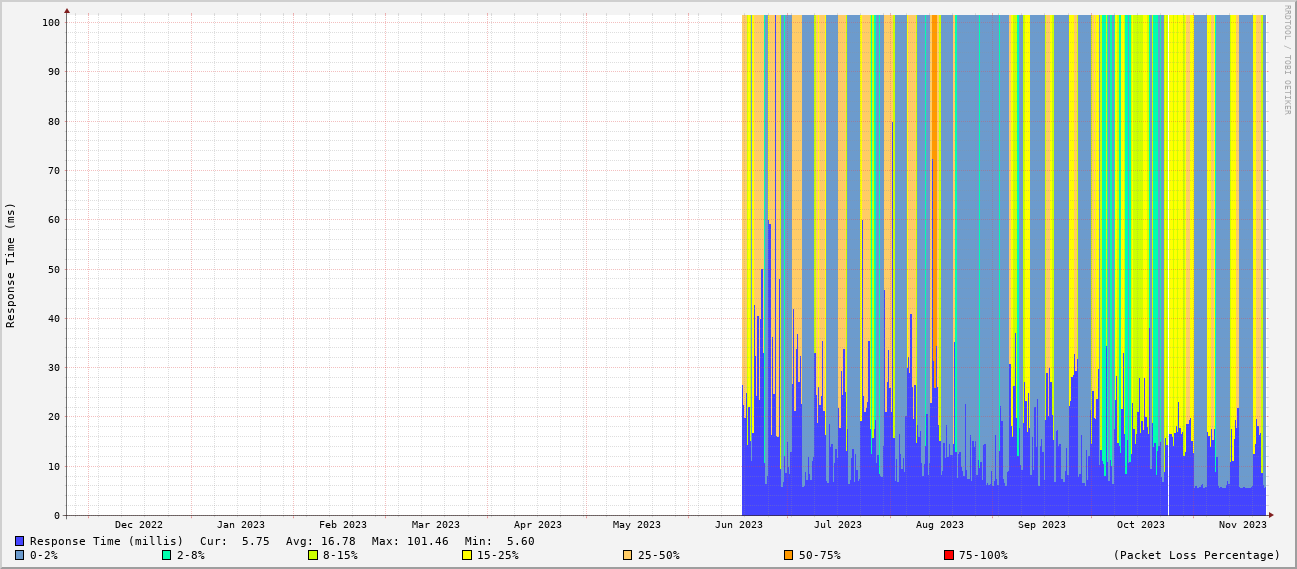 RRDTOOL / TOBI OETIKER
Response Time (ms)
100
90
80
70
60
50
40
30
20
10
0
Dec 2022 Jan 2023 Feb 2023 Mar 2023 Apr 2023 May 2023 Jun 2023 Jul 2023 Aug 2023 Sep 2023 Oct 2023 Nov 2023
Response Time (millis) Cur: 5.75 Avg: 16.78 Max: 101.46 Min: 5.60
0-2% 2-8% 8-15% 15-25% 25-50% 50-75% 75-100% (Packet Loss Percentage)